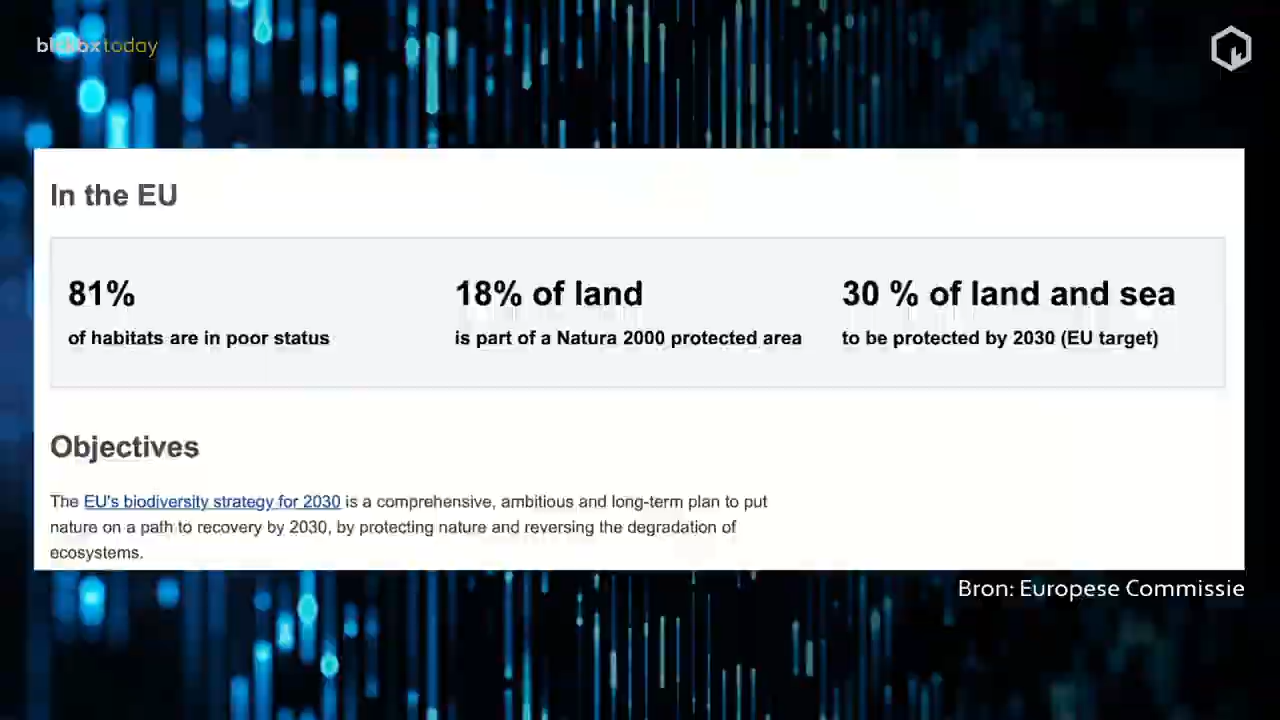 blckbx today
In the EU
81%
of habitats are in poor status
18% of land
is part of a Natura 2000 protected area
30 % of land and sea
to be protected by 2030 (EU target)
Objectives
The EU's biodiversity strategy for 2030 is a comprehensive, ambitious and long-term plan to put
nature on a path to recovery by 2030, by protecting nature and reversing the degradation of
ecosystems.
Bron: Europese Commissie